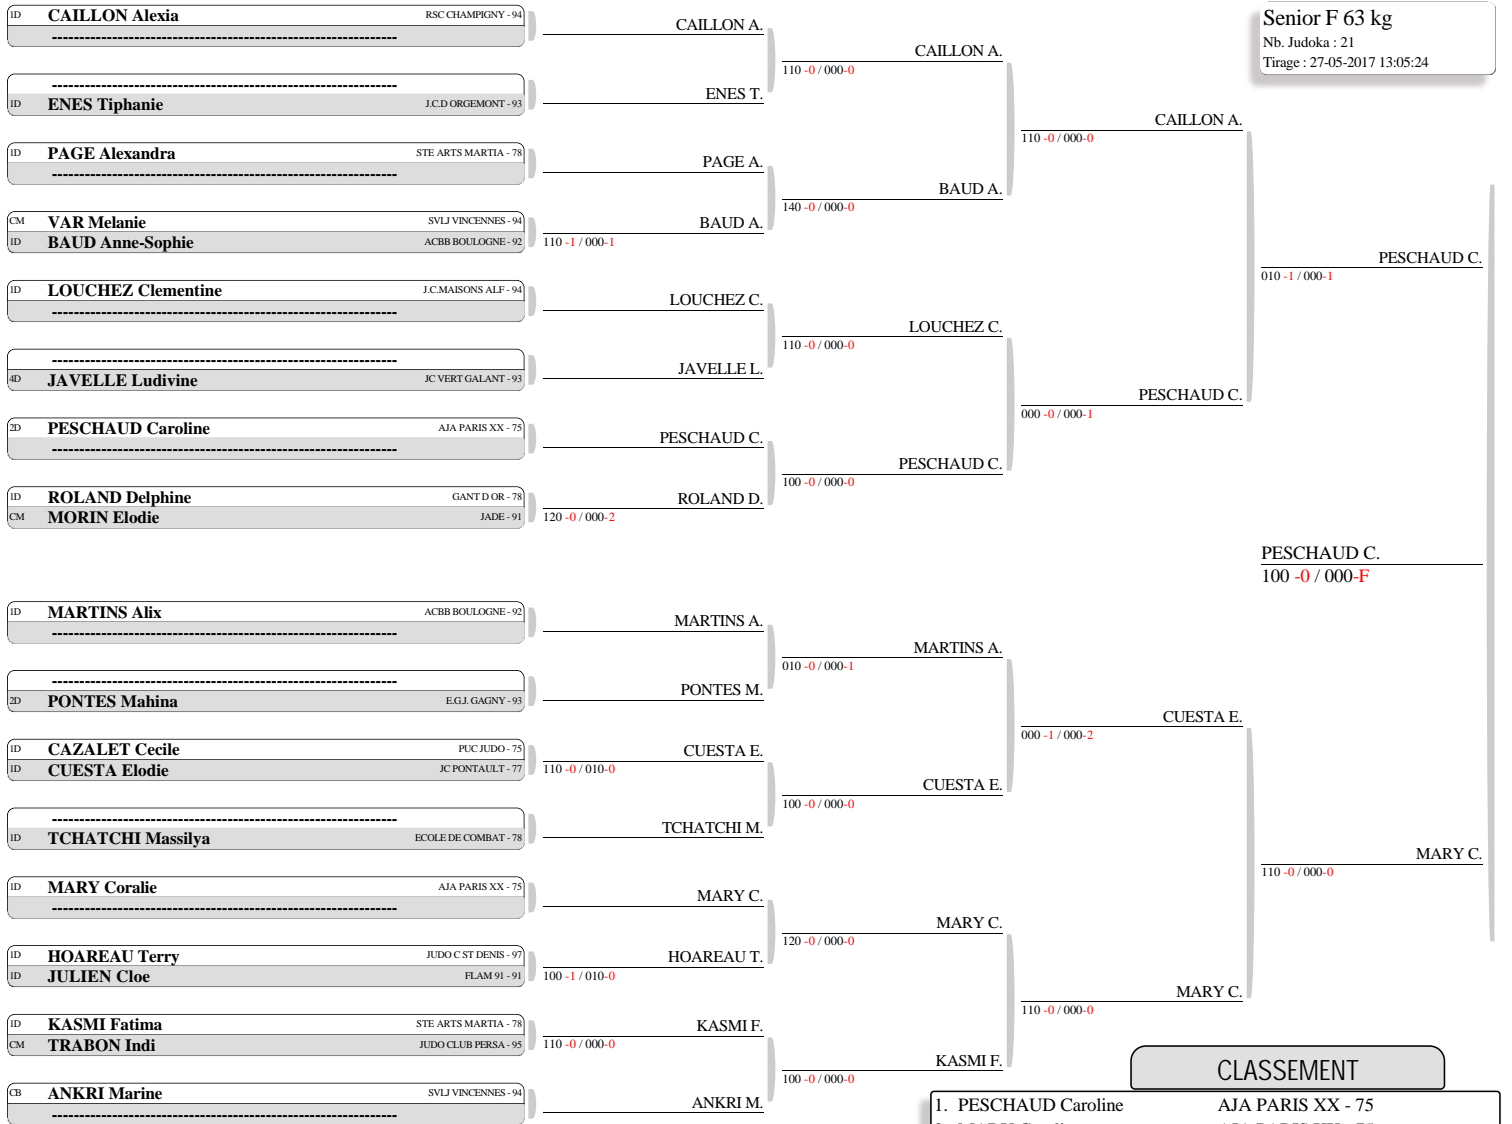 Senior F 63 kg
Nb. Judoka : 21
Tirage : 27-05-2017 13:05:24
1D CAILLON Alexia RSC CHAMPIGNY - 94
------------------------------------------------------------------
------------------------------------------------------------------
1D ENES Tiphanie J.C.D ORGEMONT - 93
1D PAGE Alexandra STE ARTS MARTIA - 78
------------------------------------------------------------------
CM VAR Melanie SVLJ VINCENNES - 94
1D BAUD Anne-Sophie ACBB BOULOGNE - 92
1D LOUCHEZ Clementine J.C.MAISONS ALF - 94
------------------------------------------------------------------
------------------------------------------------------------------
4D JAVELLE Ludivine JC VERT GALANT - 93
2D PESCHAUD Caroline AJA PARIS XX - 75
------------------------------------------------------------------
1D ROLAND Delphine GANT D OR - 78
CM MORIN Elodie JADE - 91
1D MARTINS Alix ACBB BOULOGNE - 92
------------------------------------------------------------------
------------------------------------------------------------------
2D PONTES Mahina E.G.J. GAGNY - 93
1D CAZALET Cecile PUC JUDO - 75
1D CUESTA Elodie JC PONTAULT - 77
------------------------------------------------------------------
1D TCHATCHI Massilya ECOLE DE COMBAT - 78
1D MARY Coralie AJA PARIS XX - 75
------------------------------------------------------------------
1D HOAREAU Terry JUDO C ST DENIS - 97
1D JULIEN Cloe FLAM 91 - 91
1D KASMI Fatima STE ARTS MARTIA - 78
CM TRABON Indi JUDO CLUB PERSA - 95
CB ANKRI Marine SVLJ VINCENNES - 94
------------------------------------------------------------------
CAILLON A.
ENES T.
PAGE A.
BAUD A.
110 -1 / 000-1
LOUCHEZ C.
JAVELLE L.
PESCHAUD C.
ROLAND D.
120 -0 / 000-2
MARTINS A.
PONTES M.
CUESTA E.
110 -0 / 010-0
TCHATCHI M.
MARY C.
HOAREAU T.
100 -1 / 010-0
KASMI F.
110 -0 / 000-0
ANKRI M.
CAILLON A.
110 -0 / 000-0
BAUD A.
140 -0 / 000-0
LOUCHEZ C.
110 -0 / 000-0
PESCHAUD C.
100 -0 / 000-0
MARTINS A.
010 -0 / 000-1
CUESTA E.
100 -0 / 000-0
MARY C.
120 -0 / 000-0
KASMI F.
100 -0 / 000-0
CAILLON A.
110 -0 / 000-0
PESCHAUD C.
000 -0 / 000-1
CUESTA E.
000 -1 / 000-2
MARY C.
110 -0 / 000-0
PESCHAUD C.
010 -1 / 000-1
MARY C.
110 -0 / 000-0
PESCHAUD C.
100 -0 / 000-F
CLASSEMENT
1. PESCHAUD Caroline AJA PARIS XX - 75